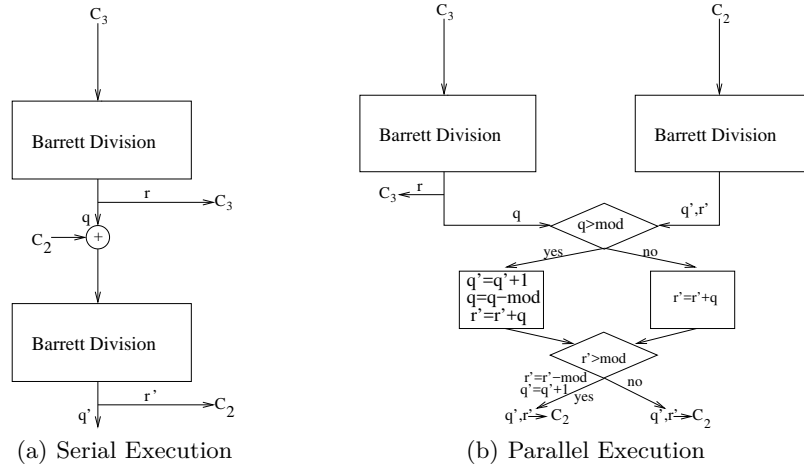 C3
Barrett Division
r
C3
q
C2
+
Barrett Division
r'
C2
q'
(a) Serial Execution
C3
C2
Barrett Division
Barrett Division
r
C3
q
q',r'
q>mod
yes
no
q'=q'+1
q=q−mod
r'=r'+q
r'=r'+q
r'>mod
r'=r'−mod
q'=q'+1
yes
no
q',r'
C2
q',r'
C2
(b) Parallel Execution